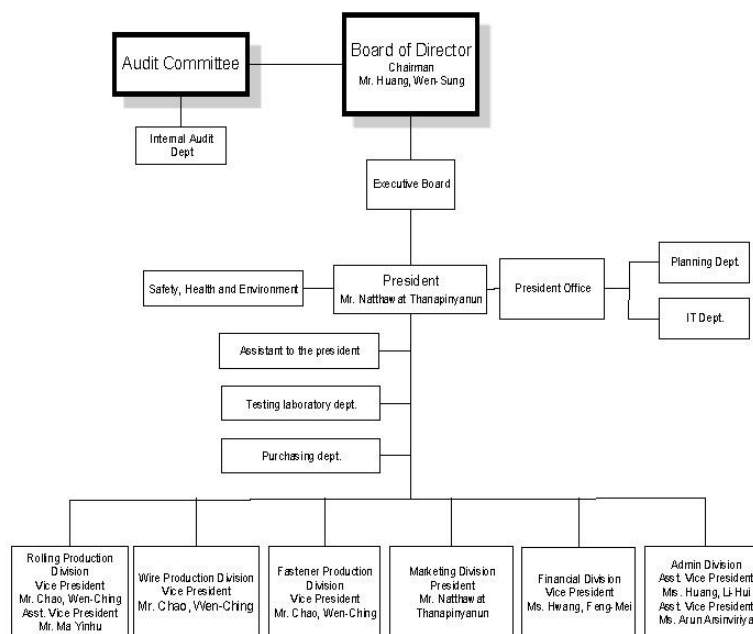 Audit Committee
Board of Director
Chairman
Mr. Huang, Wen-Sung
Internal Audit
Dept
Executive Board
Safety, Health and Environment
President
Mr. Natthawat Thanapinyanun
President Office
Planning Dept.
IT Dept.
Assistant to the president
Testing laboratory dept.
Purchasing dept.
Rolling Production
Division
Vice President
Mr. Chao, Wen-Ching
Asst. Vice President
Mr. Ma Yinhu
Wire Production Division
Vice President
Mr. Chao, Wen-Ching
Fastener Production
Division
Vice President
Mr. Chao, Wen-Ching
Marketing Division
President
Mr. Natthawat
Thanapinyanun
Financial Division
Vice President
Ms. Hwang, Feng-Mei
Admin Division
Asst. Vice President
Mrs. Huang, Li-Hui
Asst. Vice President
Ms. Arun Arsinviriya